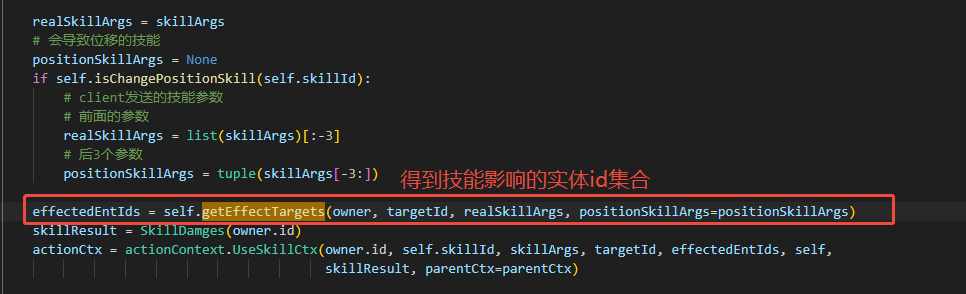 realSkillArgs = skillArgs
# 会导致位移的技能
positionSkillArgs = None
if self.isChangePositionSkill(self.skillId):
# client发送的技能参数
# 前面的参数
realSkillArgs = list(skillArgs)[:-3]
# 后3个参数
positionSkillArgs = tuple(skillArgs[-3:])
得到技能影响的实体id集合
effectedEntIds = self.getEffectTargets(owner, targetId, realSkillArgs, positionSkillArgs=positionSkillArgs)
skillResult = SkillDamges(owner.id)
actionCtx = actionContext.UseSkillCtx(owner.id, self.skillId, skillArgs, targetId, effectedEntIds, self,
skillResult, parentCtx=parentCtx)